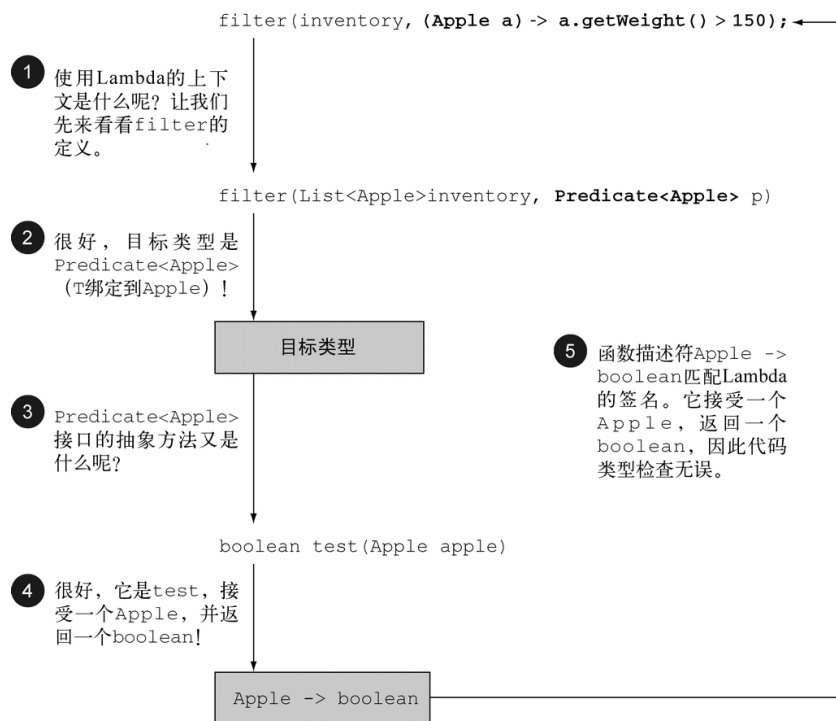 filter(inventory, (Apple a) -> a.getWeight() > 150);
1 使用Lambda的上下
文是什么呢？让我们
先来看看filter的
定义。
filter(List<Apple>inventory, Predicate<Apple> p)
2 很好，目标类型是
Predicate<Apple>
（T绑定到Apple）！
目标类型
3 Predicate<Apple>
接口的抽象方法又是
什么呢？
boolean test(Apple apple)
4 很好，它是test，接
受一个Apple，并返
回一个boolean！
Apple -> boolean
5 函数描述符Apple ->
boolean匹配Lambda
的签名。它接受一个
Apple，返回一个
boolean，因此代码
类型检查无误。